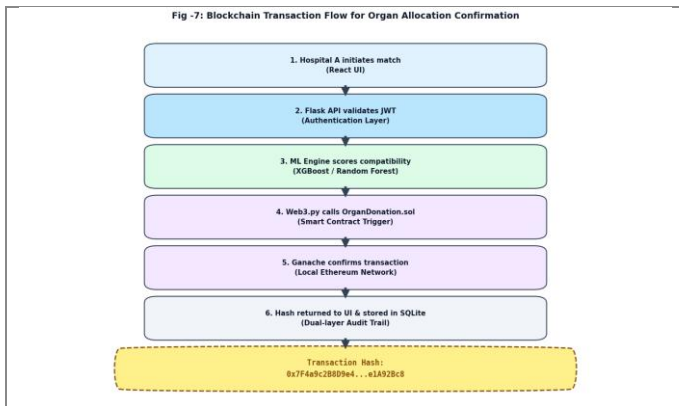 Fig -7: Blockchain Transaction Flow for Organ Allocation Confirmation
1. Hospital A initiates match
(React UI)
2. Flask API validates JWT
(Authentication Layer)
3. ML Engine scores compatibility
(XGBoost / Random Forest)
4. Web3.py calls OrganDonation.sol
(Smart Contract Trigger)
5. Ganache confirms transaction
(Local Ethereum Network)
6. Hash returned to UI & stored in SQLite
(Dual-layer Audit Trail)
Transaction Hash:
0x7F4a9c2B8D9e4...e1A92Bc0